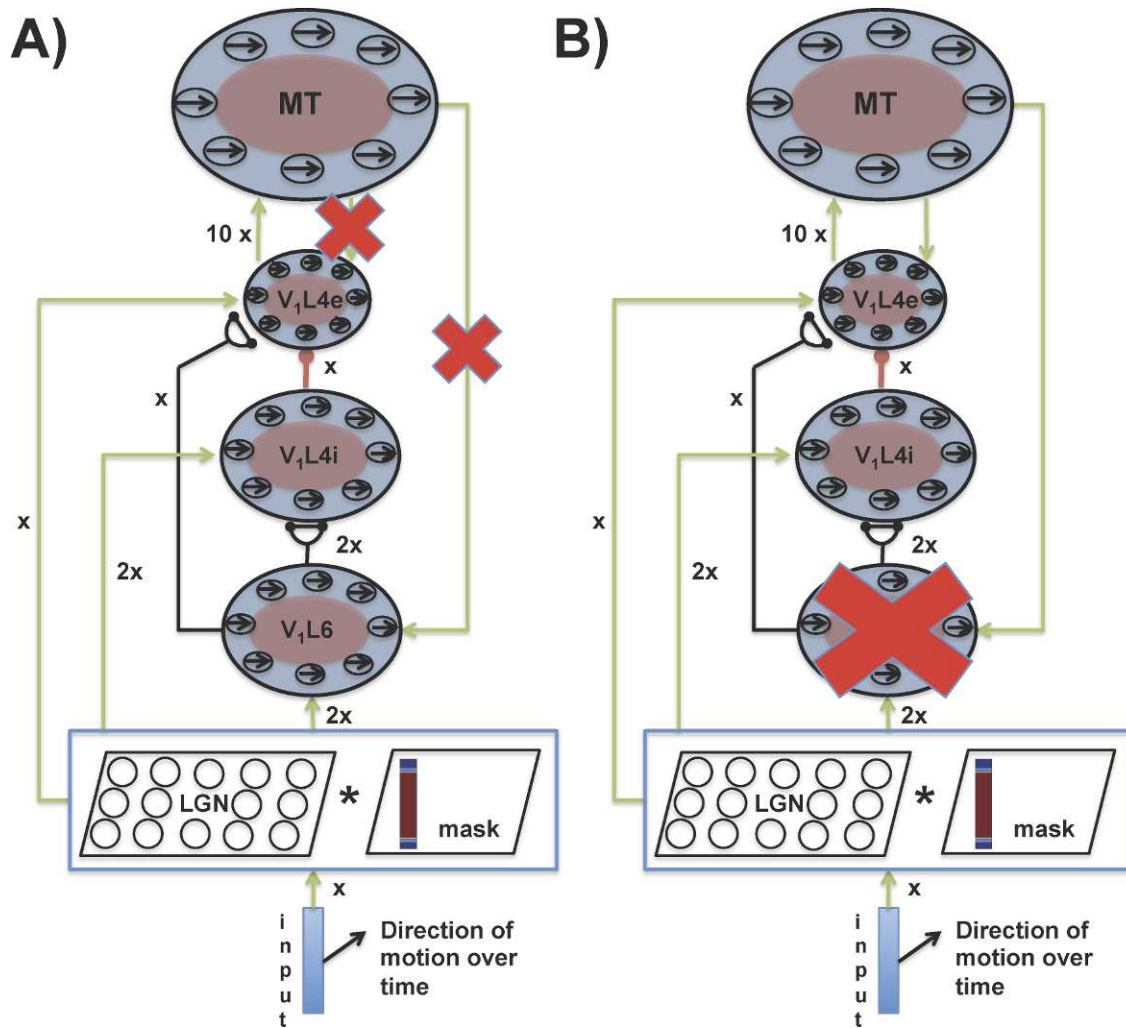 A)
MT
10 x
V₁L4e
x
x
V₁L4i
x
2x
2x
V₁L6
2x
LGN
*
mask
x
input
Direction of
motion over
time
B)
MT
10 x
V₁L4e
x
x
V₁L4i
x
2x
2x
2x
LGN
*
mask
x
input
Direction of
motion over
time